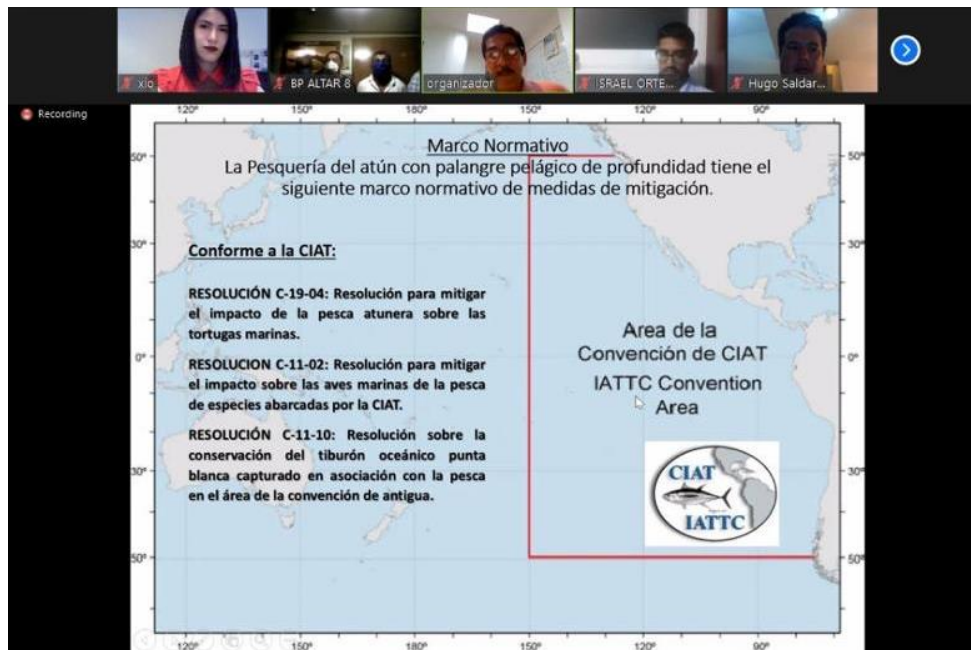 xio
BP ALTAR 8
organizador
ISRAEL ORTE...
Hugo Saldar...
Recording
120° 150° 180° 150° 120° 90°
Marco Normativo
La Pesquería del atún con palangre pelágico de profundidad tiene el
siguiente marco normativo de medidas de mitigación.
50° 50°
30° 30°
Conforme a la CIAT:
RESOLUCIÓN C-19-04: Resolución para mitigar
el impacto de la pesca atunera sobre las
tortugas marinas.
0° 0°
RESOLUCION C-11-02: Resolución para mitigar
el impacto sobre las aves marinas de la pesca
de especies abarcadas por la CIAT.
RESOLUCIÓN C-11-10: Resolución sobre la
conservación del tiburón oceánico punta
blanca capturado en asociación con la pesca
en el área de la convención de antigua.
Area de la
Convención de CIAT
IATTC Convention
Area
30° 30°
CIAT
IATTC
50° 50°
120° 150° 180° 150° 120° 90°